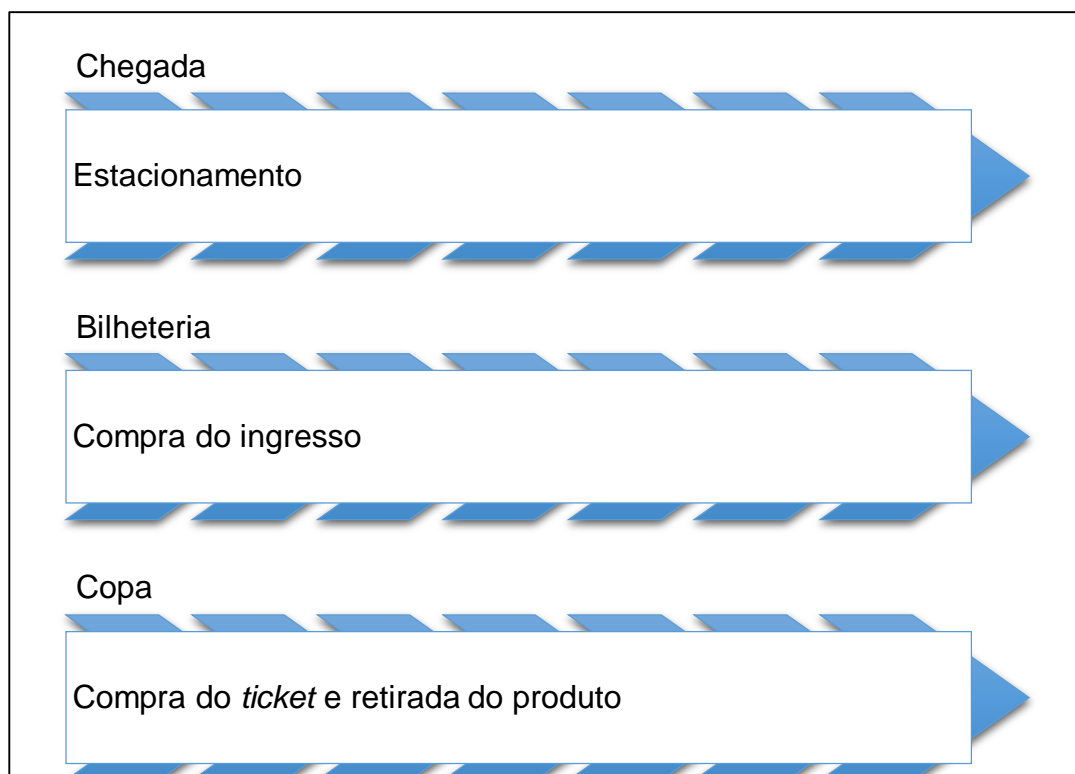 Chegada
Estacionamento
Bilheteria
Compra do ingresso
Copa
Compra do ticket e retirada do produto